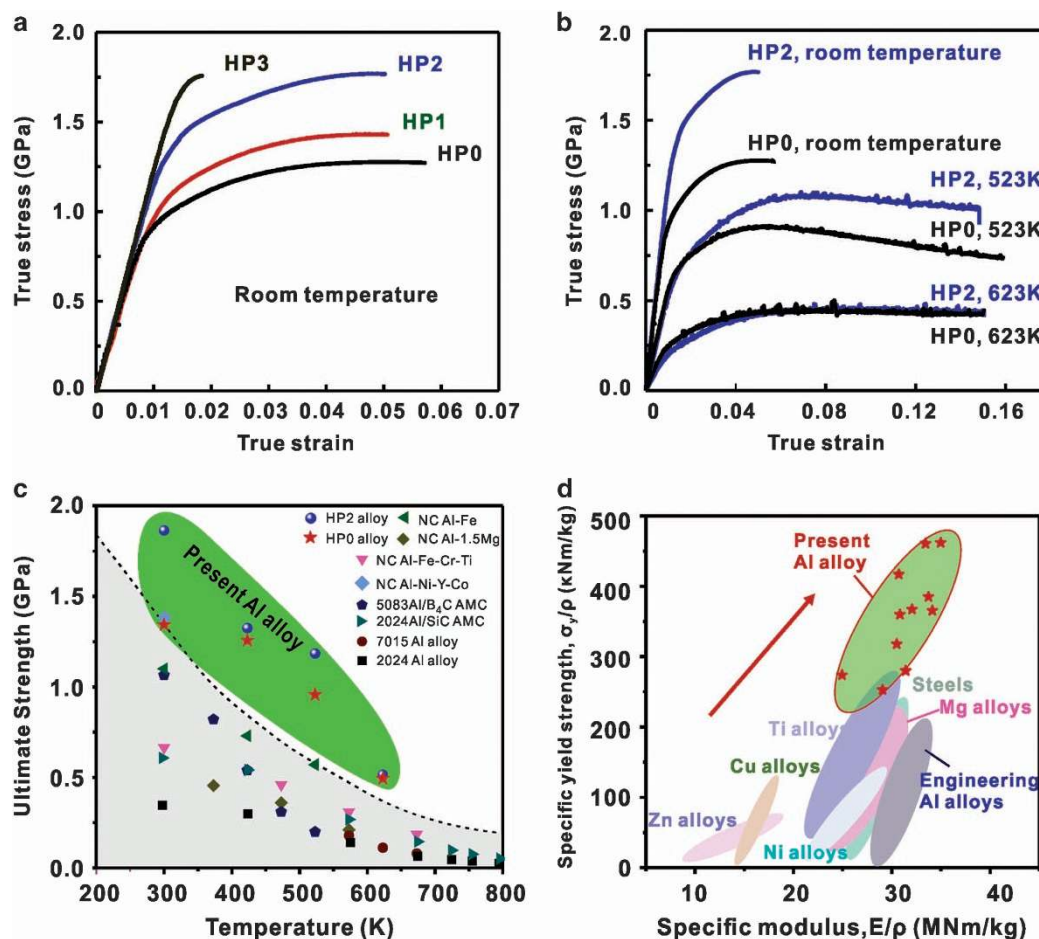 a
2.0
HP3
HP2
1.5
HP1
HP0
1.0
0.5
Room temperature
0.0
0 0.01 0.02 0.03 0.04 0.05 0.06 0.07
True strain
True stress (GPa)
b
2.0
HP2, room temperature
1.5
HP0, room temperature
HP2, 523K
1.0
HP0, 523K
0.5
HP2, 623K
HP0, 623K
0.0
0 0.04 0.08 0.12 0.16
True strain
True stress (GPa)
c
2.0
HP2 alloy
HP0 alloy
NC Al-Fe-Cr-Ti
NC Al-Ni-Y-Co
5083Al/B₄C AMC
2024Al/SiC AMC
7015 Al alloy
2024 Al alloy
NC Al-Fe
NC Al-1.5Mg
Present Al alloy
1.5
1.0
0.5
0.0
200 300 400 500 600 700 800
Temperature (K)
Ultimate Strength (GPa)
d
500
Present
Al alloy
400
300
Steels
Mg alloys
200
Ti alloys
Cu alloys
Engineering
Al alloys
100
Zn alloys
Ni alloys
0
10 20 30 40
Specific modulus,E/ρ (MNm/kg)
Specific yield strength, σy/ρ (κNm/kg)